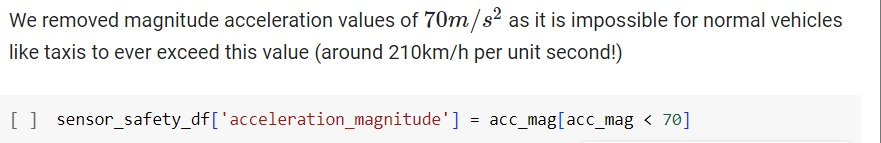 We removed magnitude acceleration values of 70m/s² as it is impossible for normal vehicles
like taxis to ever exceed this value (around 210km/h per unit second!)
[ ] sensor_safety_df['acceleration_magnitude'] = acc_mag[acc_mag < 70]